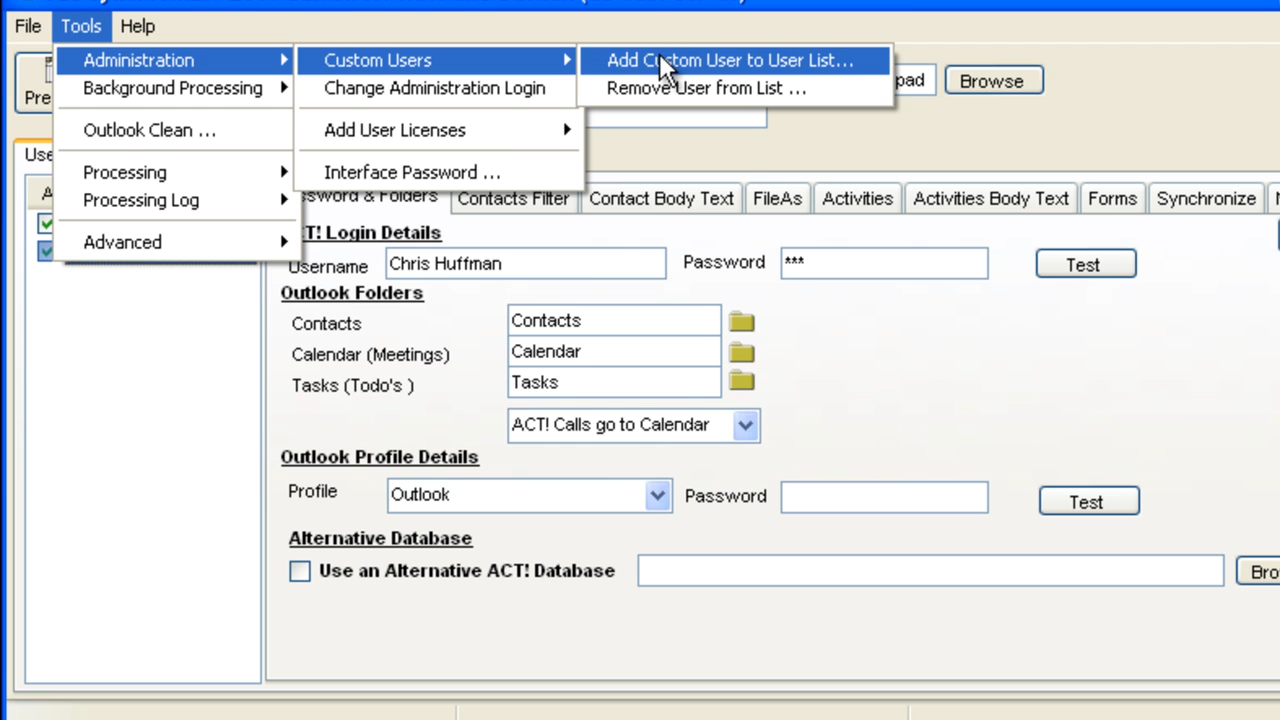 File Tools Help
Administration Custom Users Add Custom User to User List...
Background Processing Change Administration Login Remove User from List ...
pad Browse
Pre
Outlook Clean ... Add User Licenses
Use
Processing Interface Password ...
Processing Log
Advanced
ssword & Folders Contacts Filter Contact Body Text FileAs Activities Activities Body Text Forms Synchronize
CT! Login Details
Username Chris Huffman Password *** Test
Outlook Folders
Contacts Contacts
Calendar (Meetings) Calendar
Tasks (Todo's ) Tasks
ACT! Calls go to Calendar
Outlook Profile Details
Profile Outlook Password Test
Alternative Database
Use an Alternative ACT! Database Bro